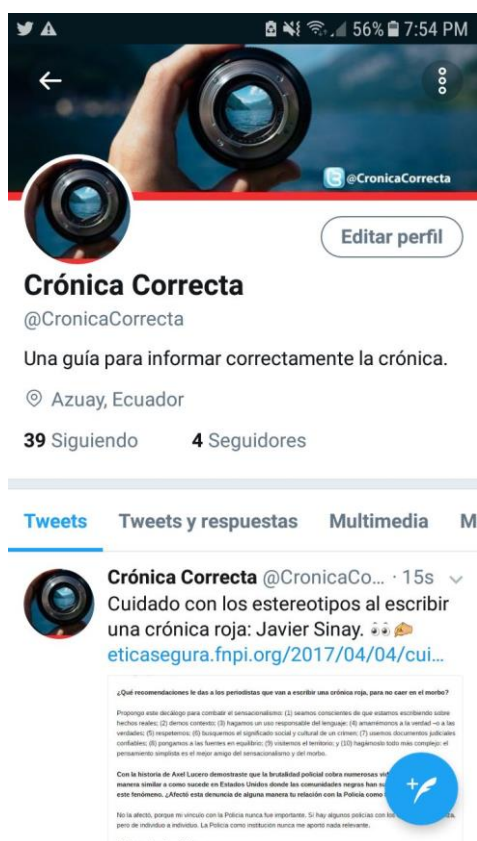 56% 7:54 PM
@CronicaCorrecta
Editar perfil
Crónica Correcta
@CronicaCorrecta
Una guía para informar correctamente la crónica.
Azuay, Ecuador
39 Siguiendo 4 Seguidores
Tweets Tweets y respuestas Multimedia M
Crónica Correcta @CronicaCo... · 15s
Cuidado con los estereotipos al escribir
una crónica roja: Javier Sinay. 👀✍️
eticasegura.fnpi.org/2017/04/04/cui...
¿Qué recomendaciones le das a los periodistas que van a escribir una crónica roja, para no caer en el morbo?
Propongo este decálogo para combatir el sensacionalismo: (1) seamos conscientes de que estamos escribiendo sobre
hechos reales; (2) demos contexto; (3) hagamos un uso responsable del lenguaje; (4) amarrémonos a la verdad –o a las
verdades; (5) respetemos; (6) busquemos el significado social y cultural de un crimen; (7) usemos documentos judiciales
confiables; (8) pongamos a las fuentes en equilibrio; (9) visitemos el territorio; y (10) hagámoslo todo más complejo: el
pensamiento simplista es el mejor amigo del sensacionalismo y del morbo.
Con la historia de Axel Lucero demostraste que la brutalidad policial cobra numerosas
manera similar a como sucede en Estados Unidos donde las comunidades negras han
este fenómeno. ¿Afectó esta denuncia de alguna manera tu relación con la Policía como
No la afectó, porque mi vínculo con la Policía nunca fue importante. Sí hay algunos policías con los
pero de individuo a individuo. La Policía como institución nunca me aportó nada relevante.